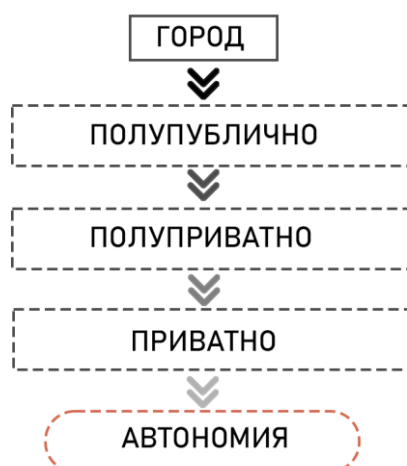 ГОРОД
ПОЛУПУБЛИЧНО
ПОЛУПРИВАТНО
ПРИВАТНО
АВТОНОМИЯ